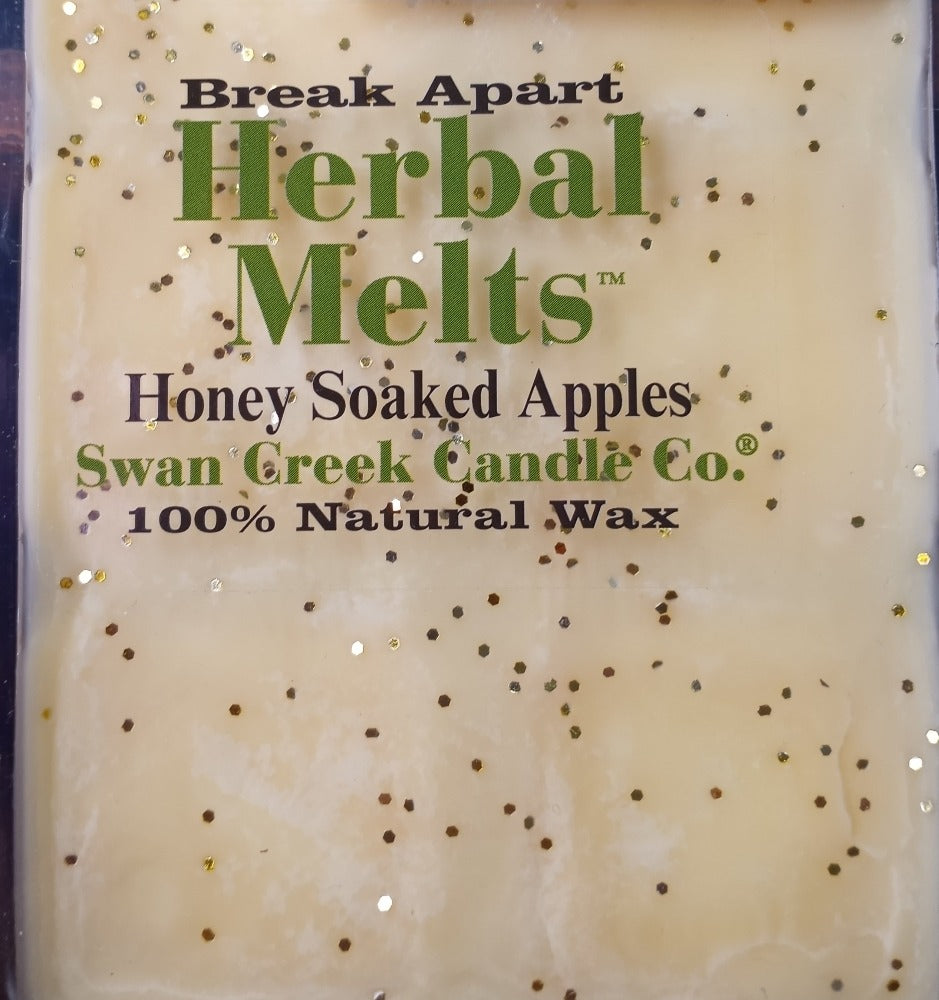 Break Apart
Herbal
Melts™
Honey Soaked Apples
Swan Creek Candle Co.®
100% Natural Wax